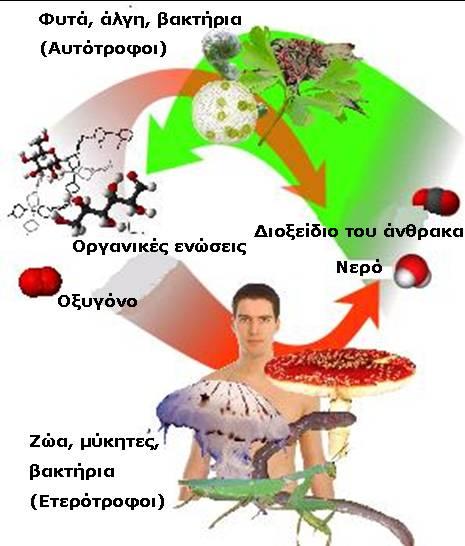 Φυτά, άλγη, βακτήρια
(Αυτότροφοι)
Οργανικές ενώσεις
Διοξείδιο του άνθρακα
Νερό
Οξυγόνο
Ζώα, μύκητες,
βακτήρια
(Ετερότροφοι)